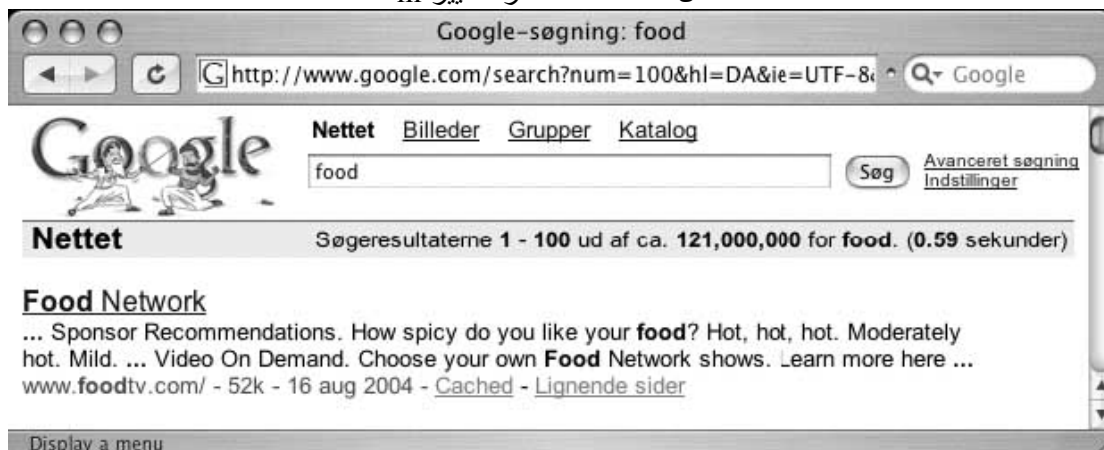 Google-søgning: food
http://www.google.com/search?num=100&hl=DA&ie=UTF-8 Google
Google
Nettet Billeder Grupper Katalog
food Søg Avanceret søgning
Indstillinger
Nettet Søgeresultaterne 1 - 100 ud af ca. 121,000,000 for food. (0.59 sekunder)
Food Network
... Sponsor Recommendations. How spicy do you like your food? Hot, hot, hot. Moderately
hot. Mild. ... Video On Demand. Choose your own Food Network shows. Learn more here ...
www.foodtv.com/ - 52k - 16 aug 2004 - Cached - Lignende sider
Display a menu